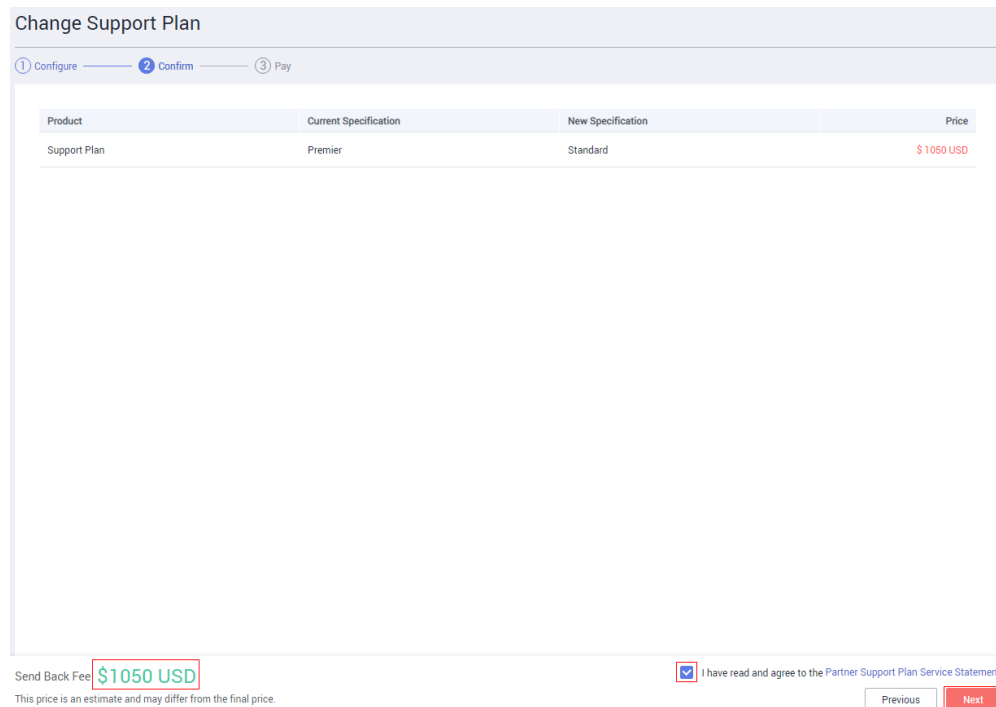 Change Support Plan
1 Configure 2 Confirm 3 Pay
Product Current Specification New Specification Price
Support Plan Premier Standard $ 1050 USD
Send Back Fee $1050 USD
I have read and agree to the Partner Support Plan Service Statemen
This price is an estimate and may differ from the final price.
Previous Next